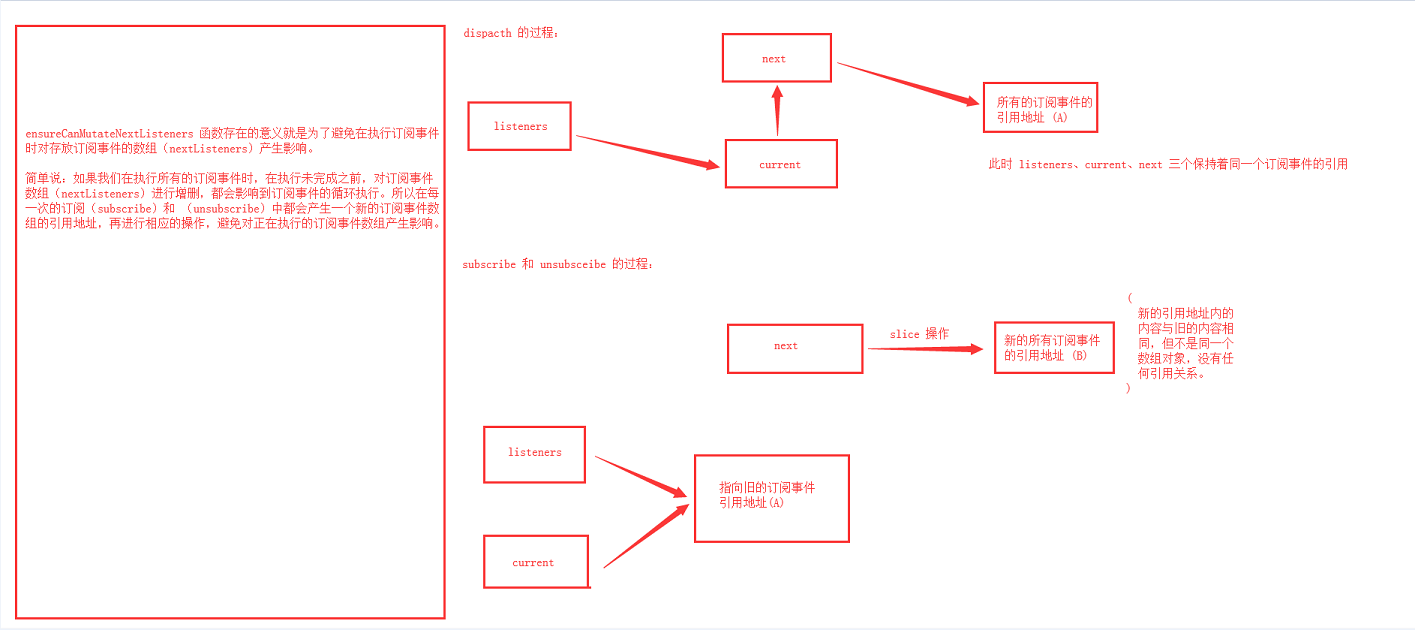 ensureCanMutateNextListeners 函数存在的意义就是为了避免在执行订阅事件
时对存放订阅事件的数组（nextListeners）产生影响。
简单说：如果我们在执行所有的订阅事件时，在执行未完成之前，对订阅事件
数组（nextListeners）进行增删，都会影响到订阅事件的循环执行。所以在每
一次的订阅（subscribe）和 （unsubscribe）中都会产生一个新的订阅事件数
组的引用地址，再进行相应的操作，避免对正在执行的订阅事件数组产生影响。
dispacth 的过程：
next
所有的订阅事件的
引用地址 (A)
listeners
current
此时 listeners、current、next 三个保持着同一个订阅事件的引用
subscribe 和 unsubsceibe 的过程：
next
slice 操作
新的所有订阅事件
的引用地址 (B)
(
新的引用地址内的
内容与旧的内容相
同，但不是同一个
数组对象，没有任
何引用关系。
)
listeners
指向旧的订阅事件
引用地址(A)
current